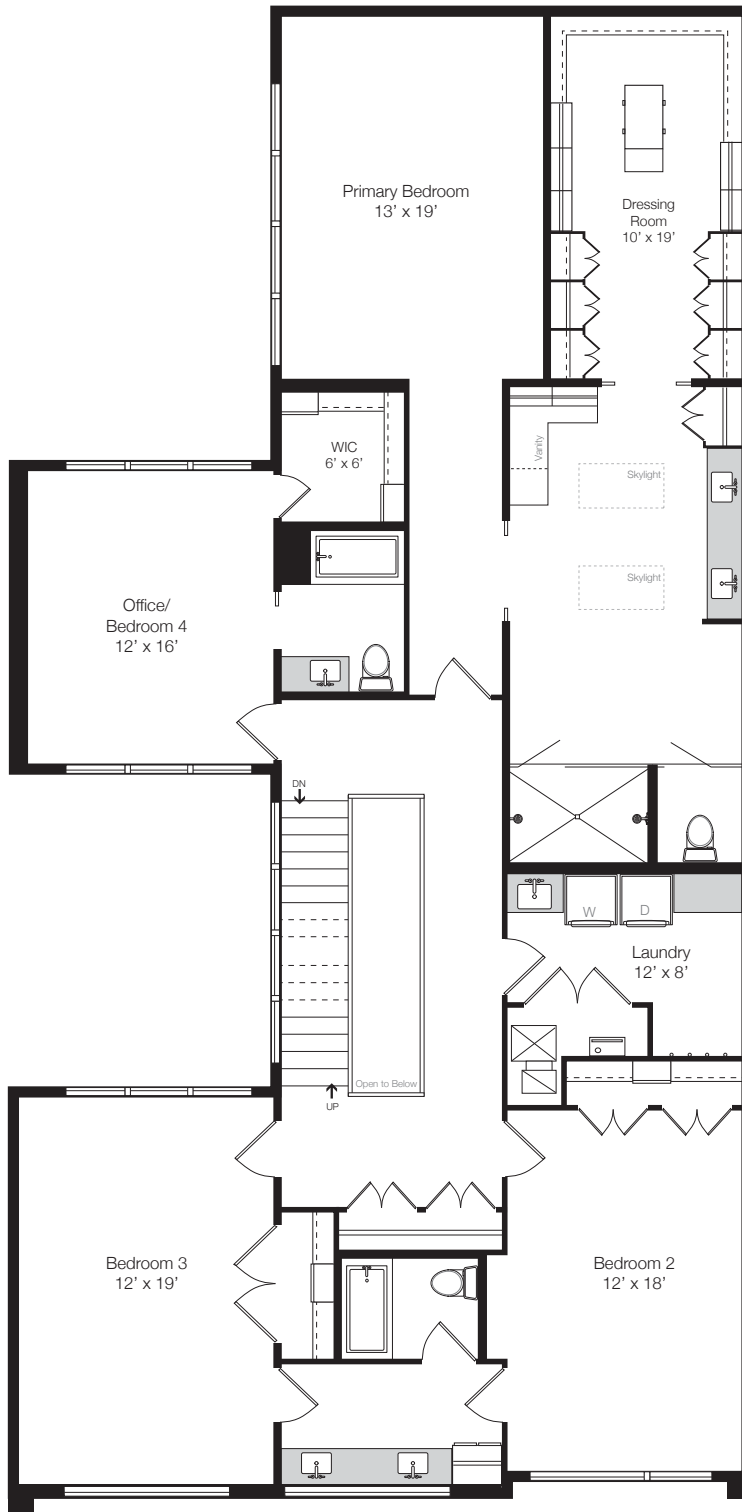 Primary Bedroom
13’ x 19’
Dressing
Room
10’ x 19’
WIC
6’ x 6’
Vanity
Skylight
Skylight
Office/
Bedroom 4
12’ x 16’
DN
W
D
Laundry
12’ x 8’
Open to Below
UP
Bedroom 3
12’ x 19’
Bedroom 2
12’ x 18’